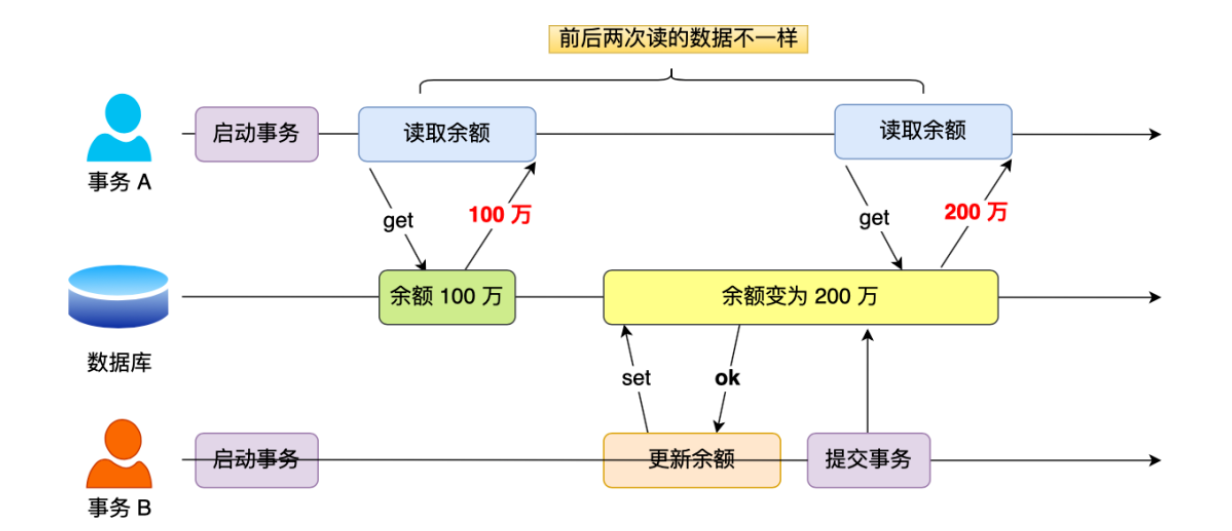 前后两次读的数据不一样
启动事务
读取余额
读取余额
事务 A
get
100 万
get
200 万
余额 100 万
余额变为 200 万
数据库
set
ok
启动事务
更新余额
提交事务
事务 B